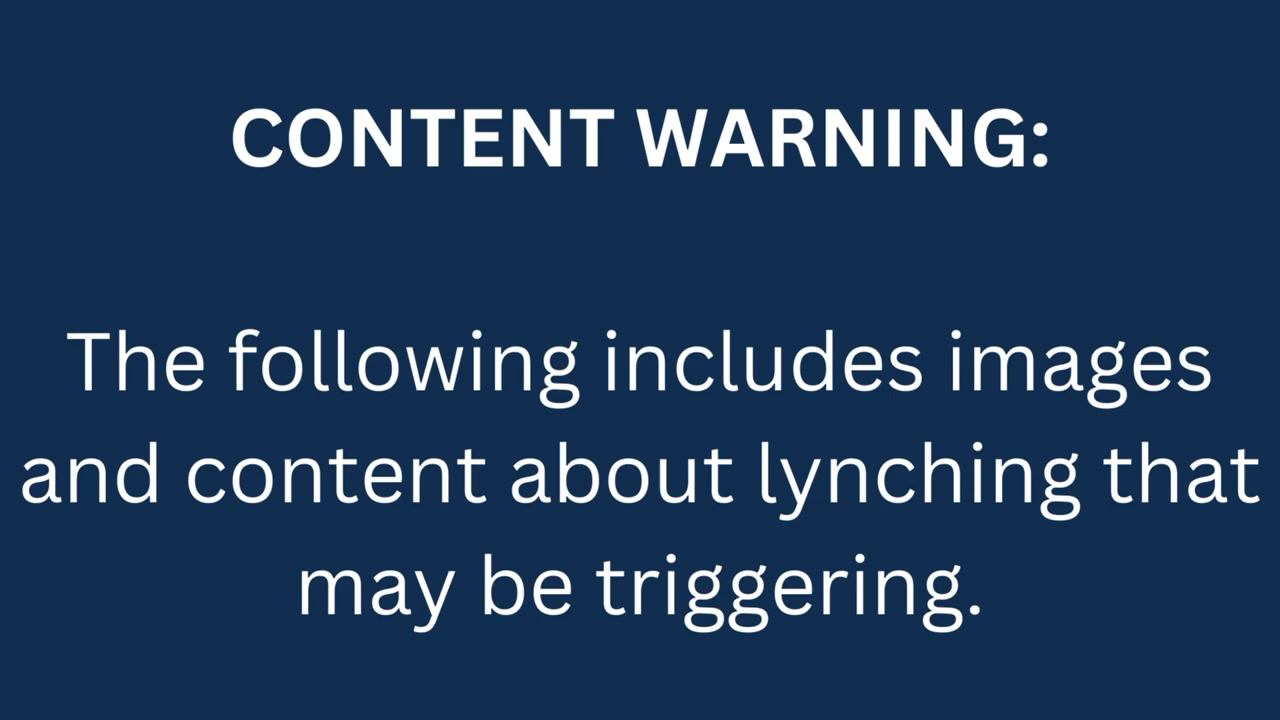 CONTENT WARNING:
The following includes images
and content about lynching that
may be triggering.